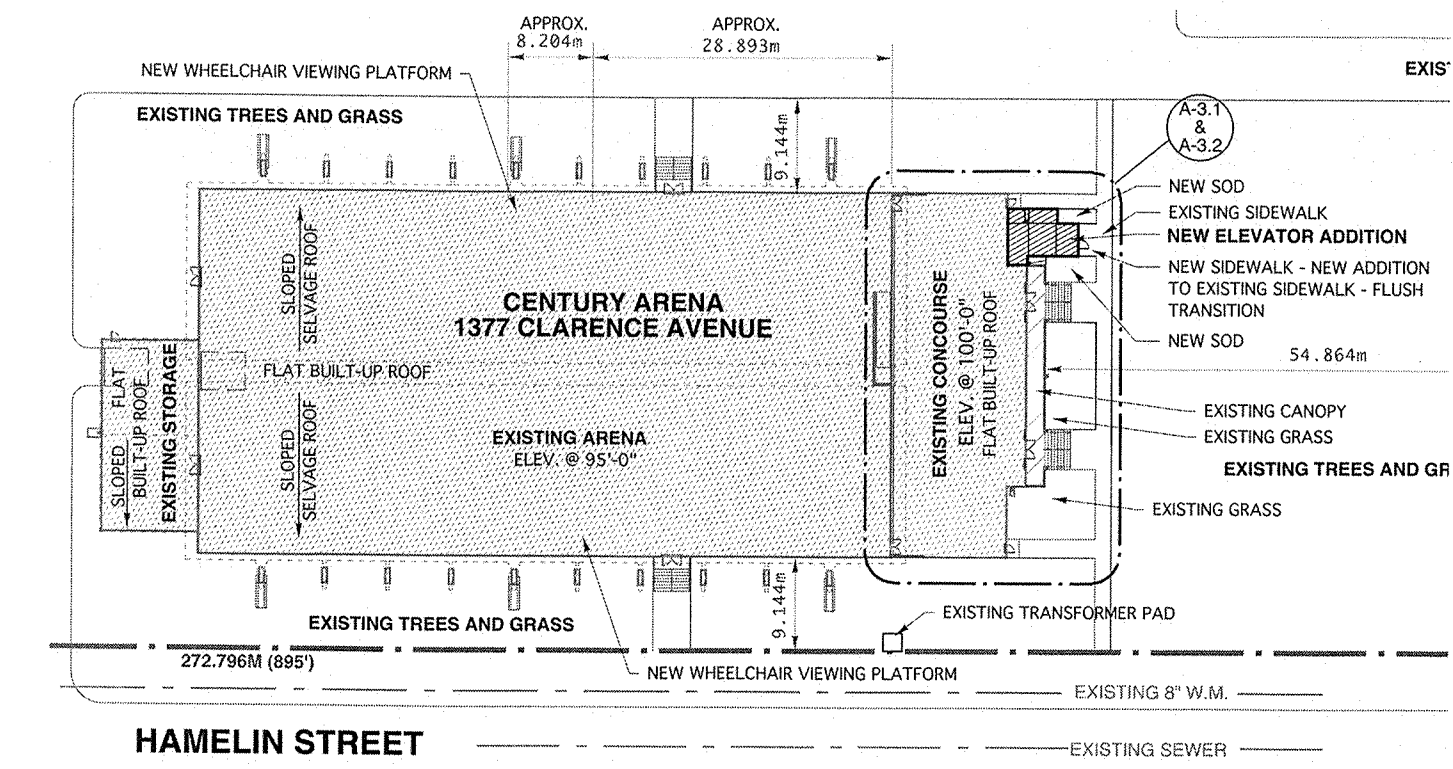 APPROX.
8.204m
APPROX.
28.893m
NEW WHEELCHAIR VIEWING PLATFORM
EXISTING TREES AND GRASS
9.144m
A-3.1
&
A-3.2
NEW SOD
EXISTING SIDEWALK
NEW ELEVATOR ADDITION
NEW SIDEWALK - NEW ADDITION
TO EXISTING SIDEWALK - FLUSH
TRANSITION
NEW SOD
54.864m
EXISTING CANOPY
EXISTING GRASS
EXISTING TREES AND GR
EXISTING GRASS
SLOPED
SELVAGE ROOF
CENTURY ARENA
1377 CLARENCE AVENUE
FLAT BUILT-UP ROOF
EXISTING ARENA
ELEV. @ 95'-0"
SLOPED
SELVAGE ROOF
EXISTING CONCOURSE
ELEV. @ 100'-0"
FLAT BUILT-UP ROOF
FLAT
SLOPED
BUILT-UP ROOF
EXISTING STORAGE
9.144m
EXISTING TRANSFORMER PAD
EXISTING TREES AND GRASS
272.796M (895')
NEW WHEELCHAIR VIEWING PLATFORM
EXISTING 8" W.M.
HAMELIN STREET
EXISTING SEWER